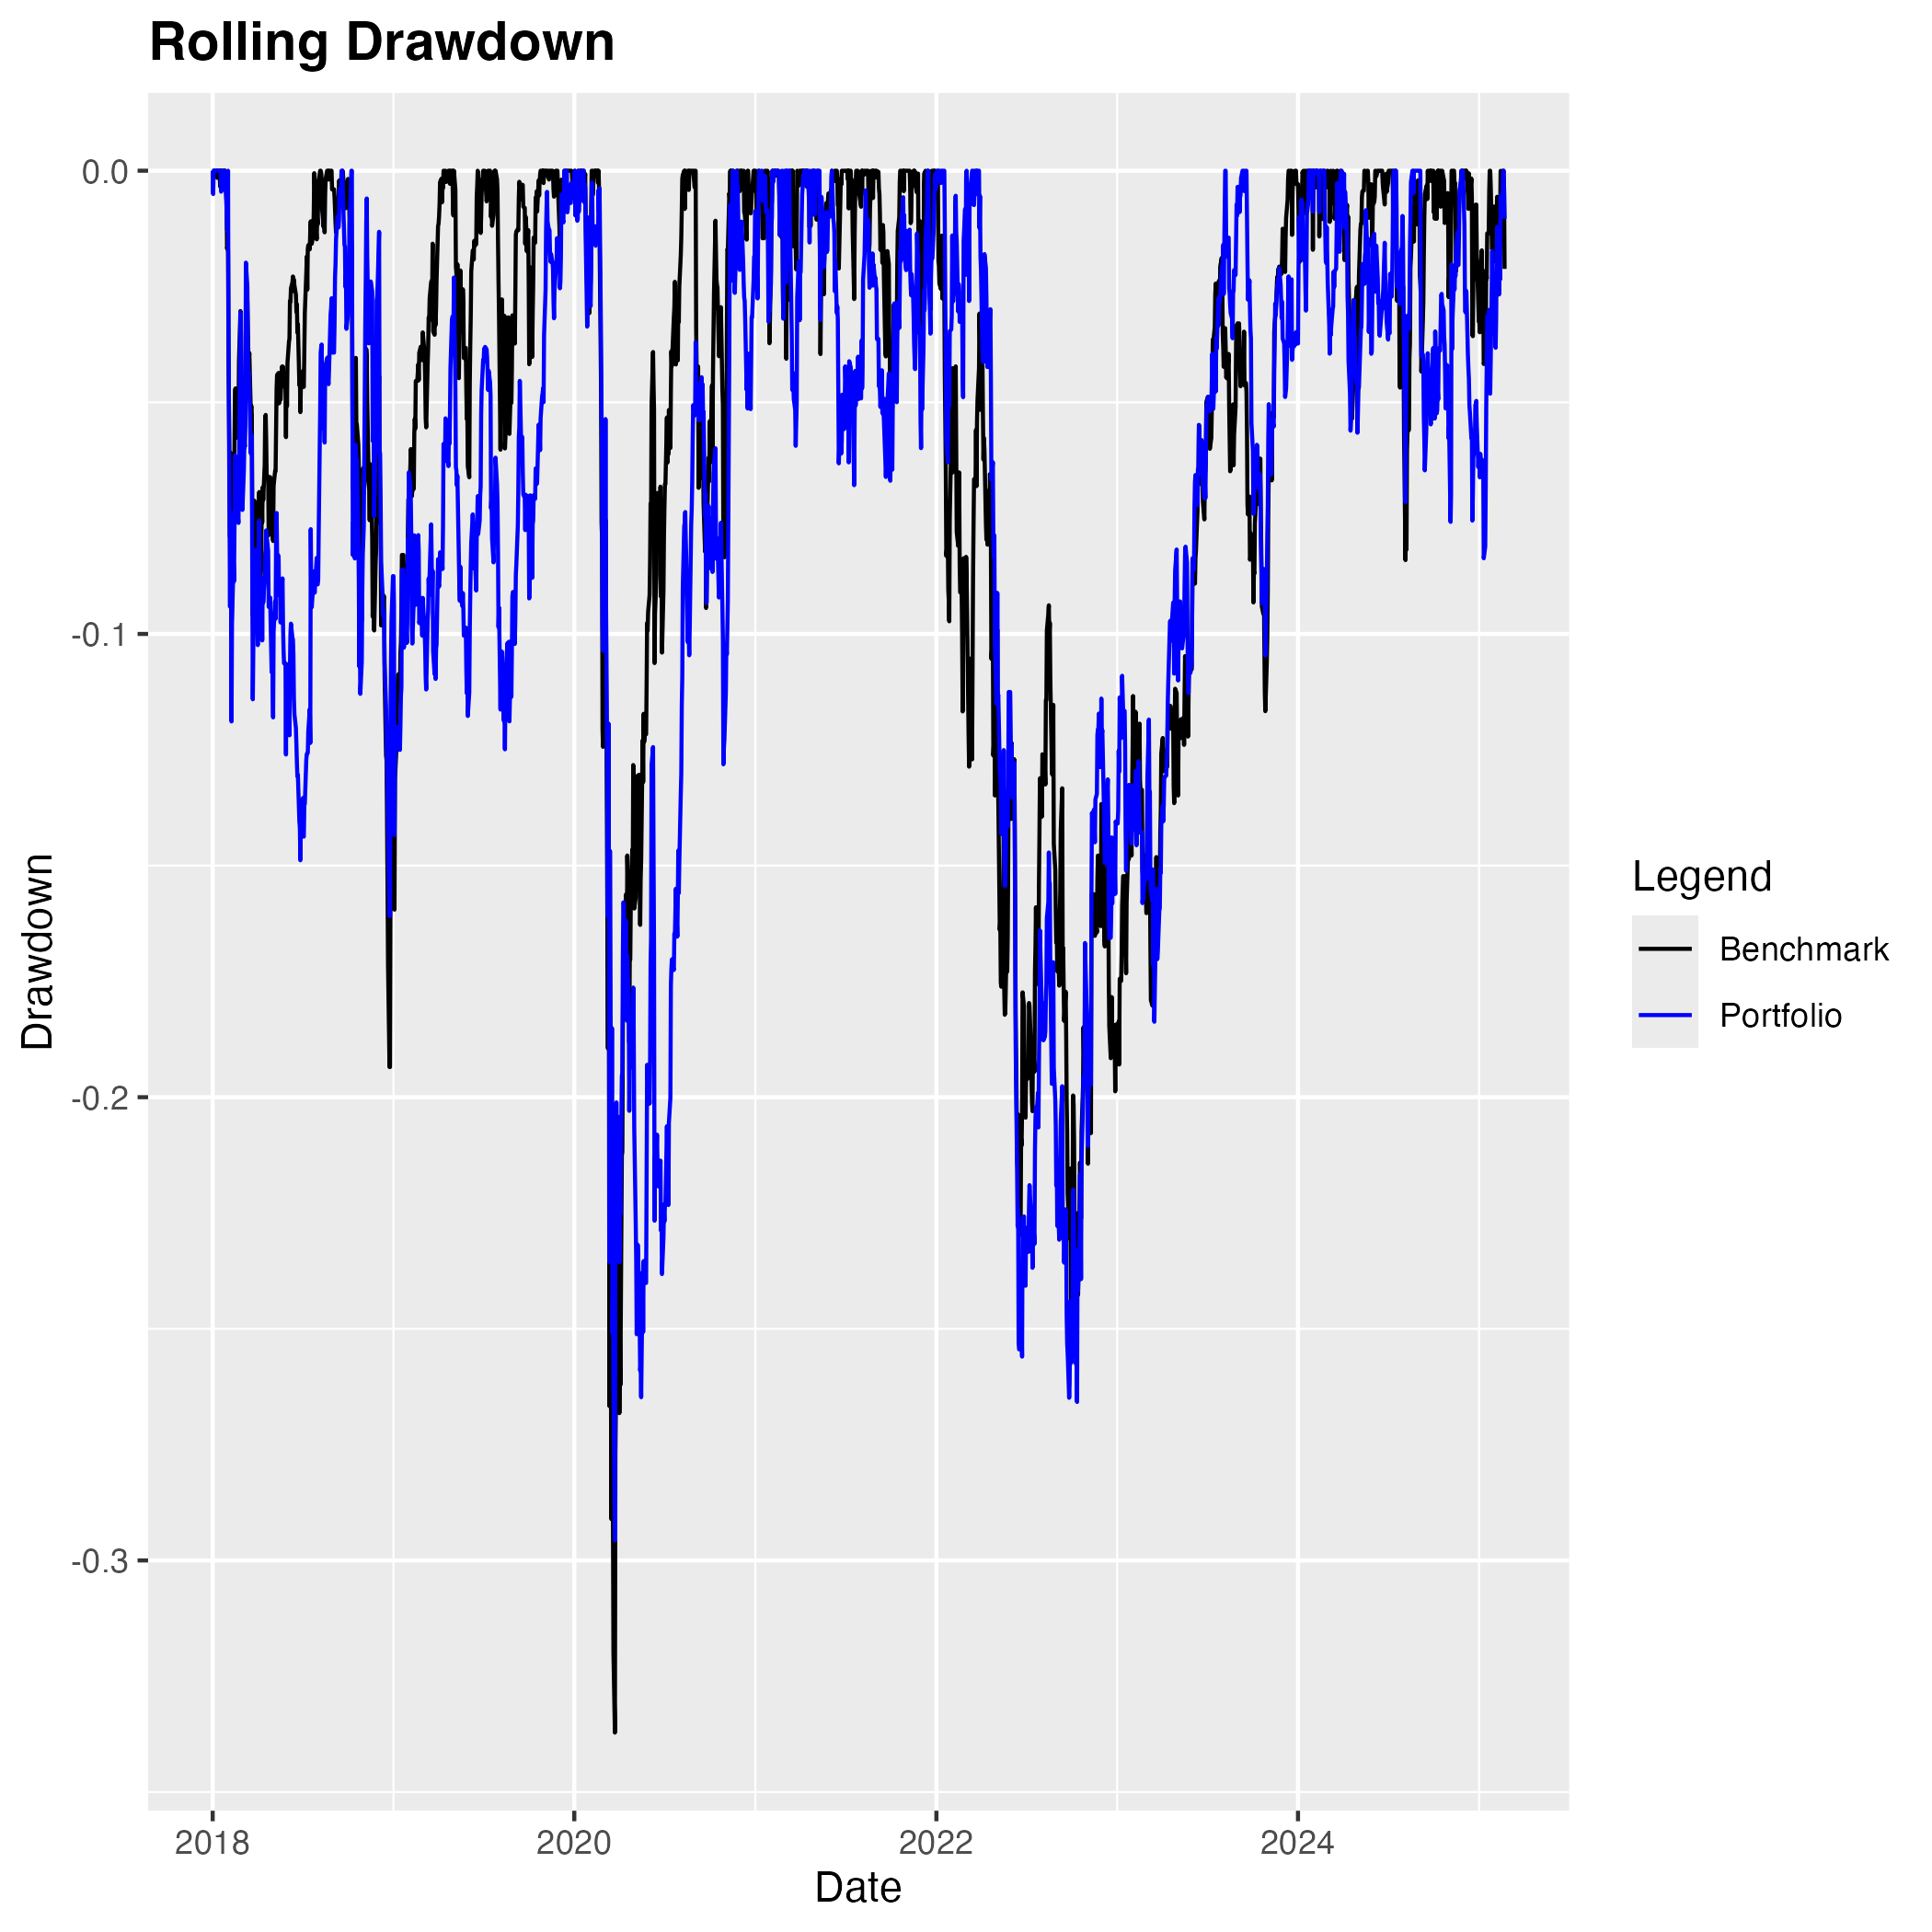 Rolling Drawdown
0.0
-0.1
-0.2
-0.3
Drawdown
2018
2020
2022
2024
Date
Legend
Benchmark
Portfolio